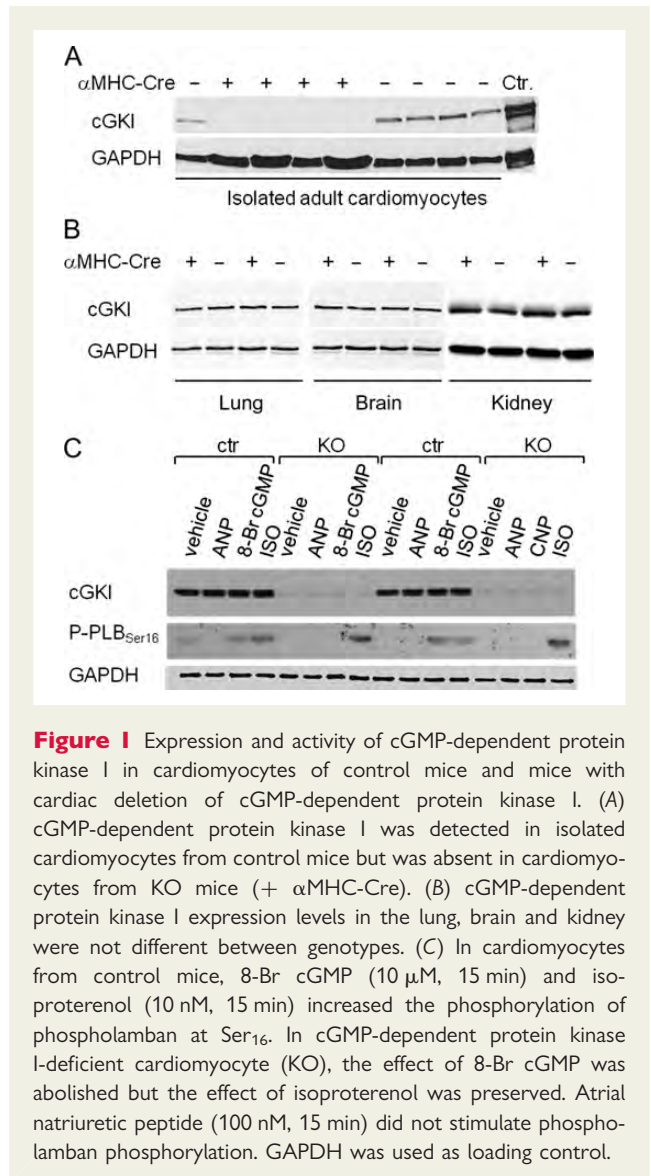 A
αMHC-Cre − + + + + − − − − Ctr.
cGKI
GAPDH
Isolated adult cardiomyocytes
B
αMHC-Cre + − + − + − + − + − + −
cGKI
GAPDH
Lung Brain Kidney
C
ctr KO ctr KO
vehicle ANP 8-Br cGMP ISO vehicle ANP 8-Br cGMP ISO vehicle ANP 8-Br cGMP ISO vehicle ANP CNP ISO
cGKI
P-PLBSer16
GAPDH
Figure 1 Expression and activity of cGMP-dependent protein
kinase I in cardiomyocytes of control mice and mice with
cardiac deletion of cGMP-dependent protein kinase I. (A)
cGMP-dependent protein kinase I was detected in isolated
cardiomyocytes from control mice but was absent in cardiomyo-
cytes from KO mice (+ αMHC-Cre). (B) cGMP-dependent
protein kinase I expression levels in the lung, brain and kidney
were not different between genotypes. (C) In cardiomyocytes
from control mice, 8-Br cGMP (10 μM, 15 min) and iso-
proterenol (10 nM, 15 min) increased the phosphorylation of
phospholamban at Ser16. In cGMP-dependent protein kinase
I-deficient cardiomyocyte (KO), the effect of 8-Br cGMP was
abolished but the effect of isoproterenol was preserved. Atrial
natriuretic peptide (100 nM, 15 min) did not stimulate phospho-
lamban phosphorylation. GAPDH was used as loading control.